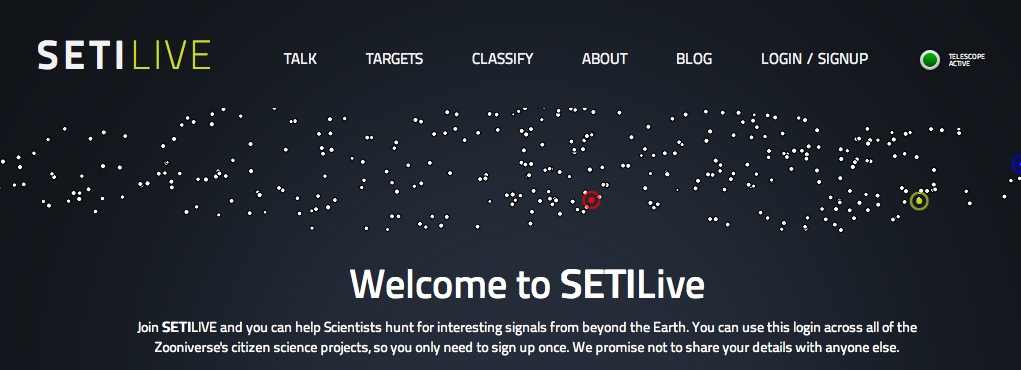 SETILIVE
TALK
TARGETS
CLASSIFY
ABOUT
BLOG
LOGIN / SIGNUP
TELESCOPE
ACTIVE
Welcome to SETILive
Join SETILIVE and you can help Scientists hunt for interesting signals from beyond the Earth. You can use this login across all of the
Zooniverse's citizen science projects, so you only need to sign up once. We promise not to share your details with anyone else.